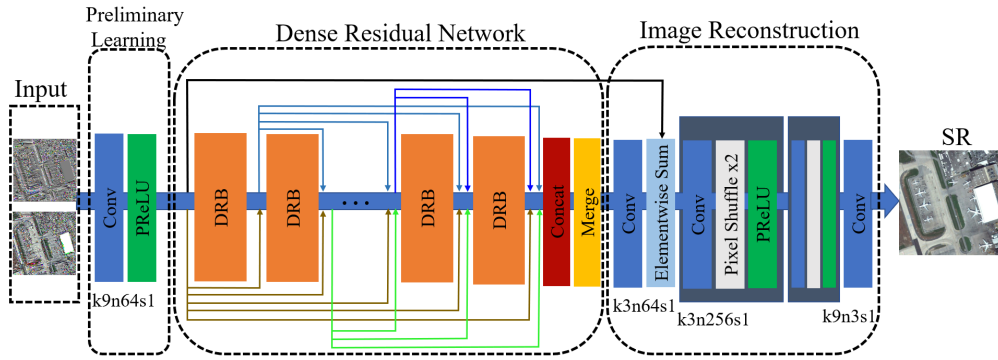 Preliminary
Learning
Dense Residual Network
Image Reconstruction
Input
SR
Conv
PReLU
DRB
DRB
...
DRB
DRB
Concat
Merge
Conv
Elementwise Sum
Conv
Pixel Shuffle x2
PReLU
Conv
k9n64s1
k3n64s1
k3n256s1
k9n3s1